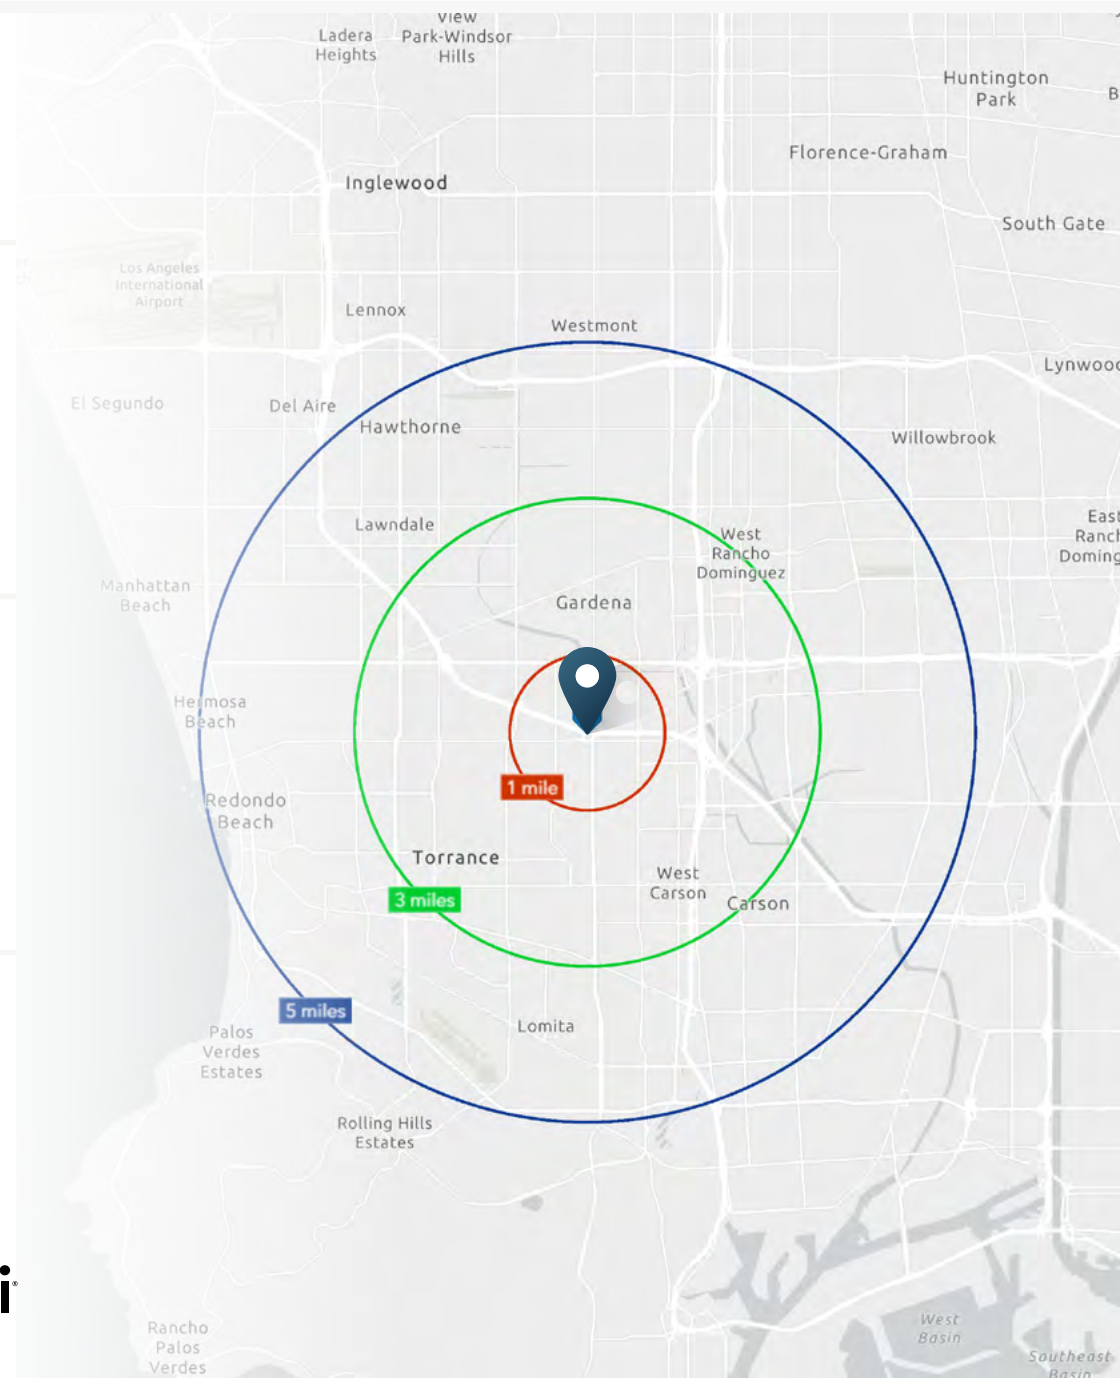 View
Park-Windsor
Hills
Ladera
Heights
Huntington
Park
B
Florence-Graham
Inglewood
South Gate
Los Angeles
International
Airport
Lennox
Westmont
Lynwood
El Segundo
Del Aire
Hawthorne
Willowbrook
Lawndale
West
Rancho
Dominguez
East
Ranch
Doming
Manhattan
Beach
Gardena
Hermosa
Beach
1 mile
Redondo
Beach
Torrance
West
Carson
3 miles
Carson
5 miles
Lomita
Palos
Verdes
Estates
Rolling Hills
Estates
i®
West
Basin
Rancho
Palos
Verdes
Southeast
Basin